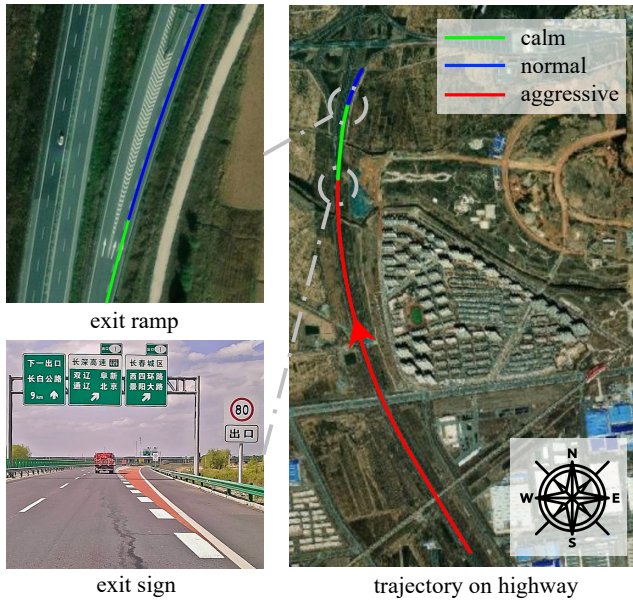 calm
normal
aggressive
exit ramp
下一出口
长白公路
9km
长深高速
双辽 阜新
通辽 北京
出口
长春城区
西四环路
景阳大路
80
出口
exit sign
N
W E
S
trajectory on highway